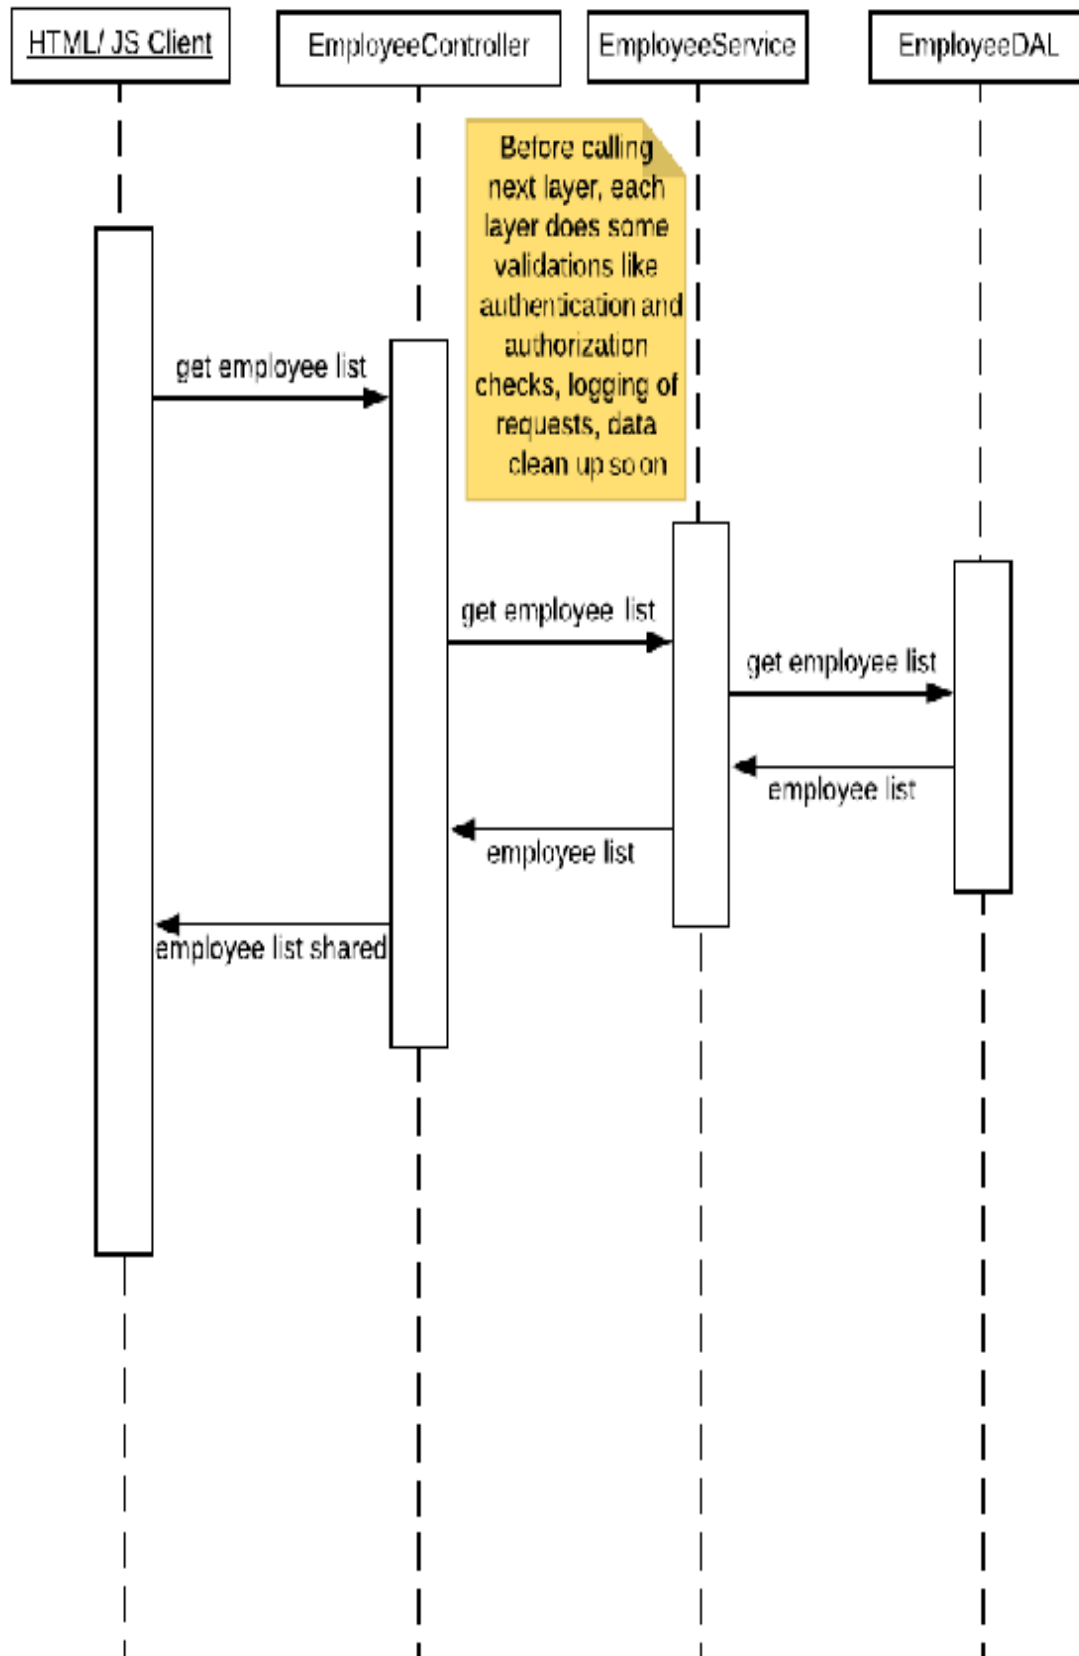 HTML/ JS Client
EmployeeController
EmployeeService
EmployeeDAL
Before calling
next layer, each
layer does some
validations like
authentication and
authorization
checks, logging of
requests, data
clean up so on
get employee list
get employee list
get employee list
employee list
employee list
employee list shared